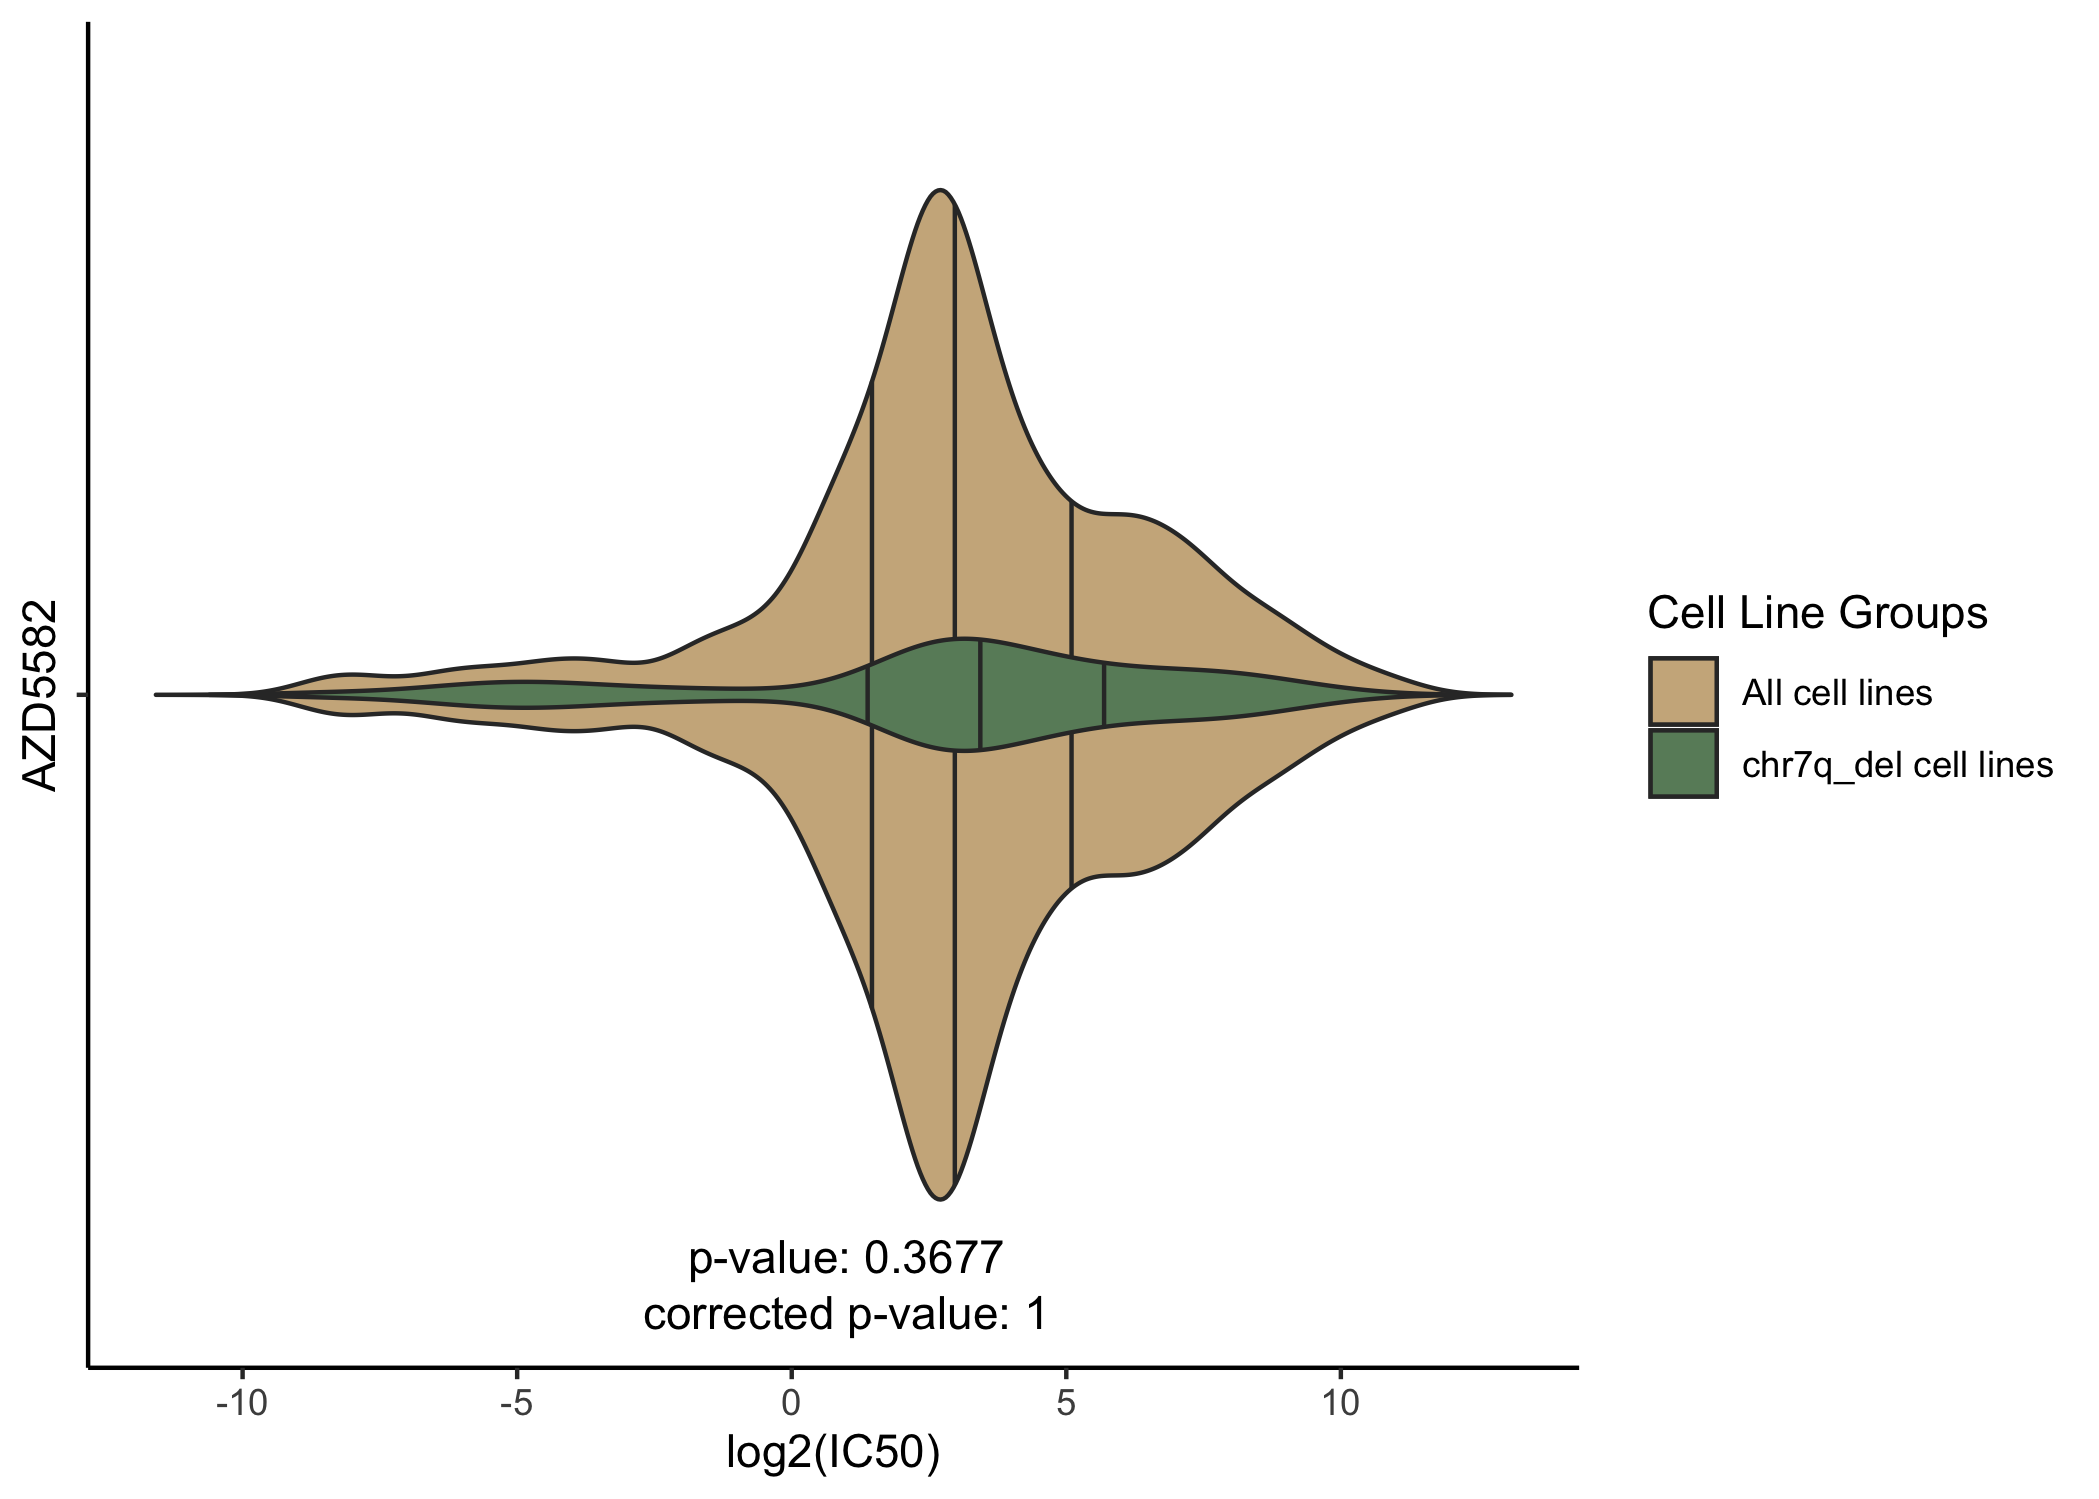 AZD5582
Cell Line Groups
All cell lines
chr7q_del cell lines
p-value: 0.3677
corrected p-value: 1
-10 -5 0 5 10
log2(IC50)